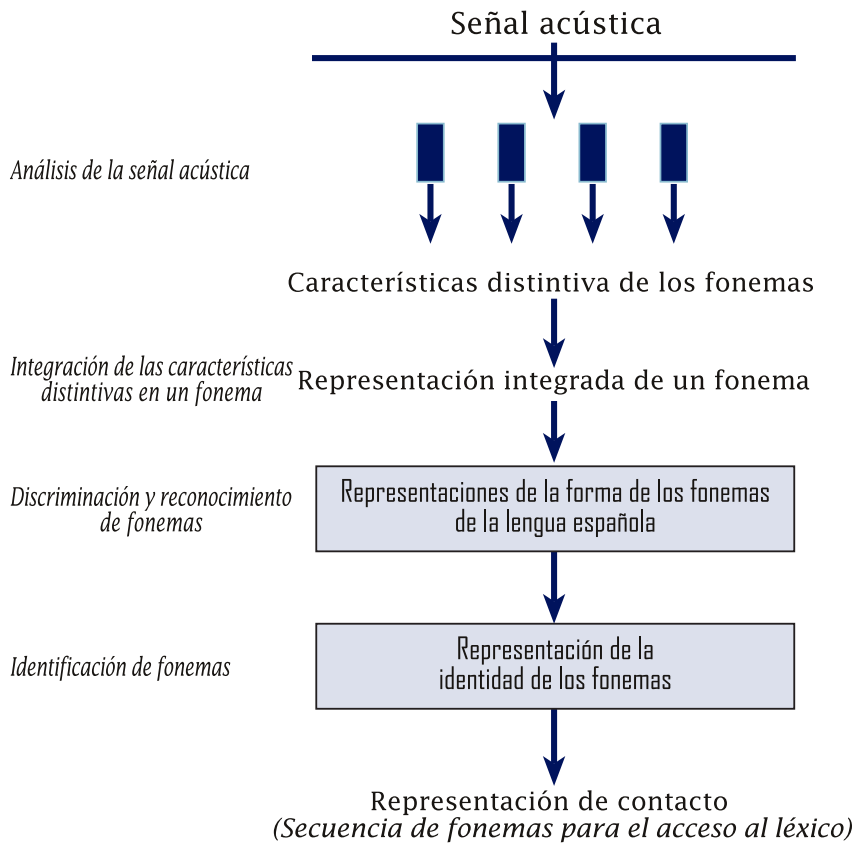 Señal acústica
Análisis de la señal acústica
Característicás distintiva de los fonemas
Integración de las característicás
distintivas en un fonema
Representación integrada de un fonema
Discriminación y reconocimiento
de fonemas
Representaciones de la forma de los fonemas
de la lengua española
Identificación de fonemas
Representación de la
identidad de los fonemas
Representación de contacto
(Secuencia de fonemas para el acceso al léxico)